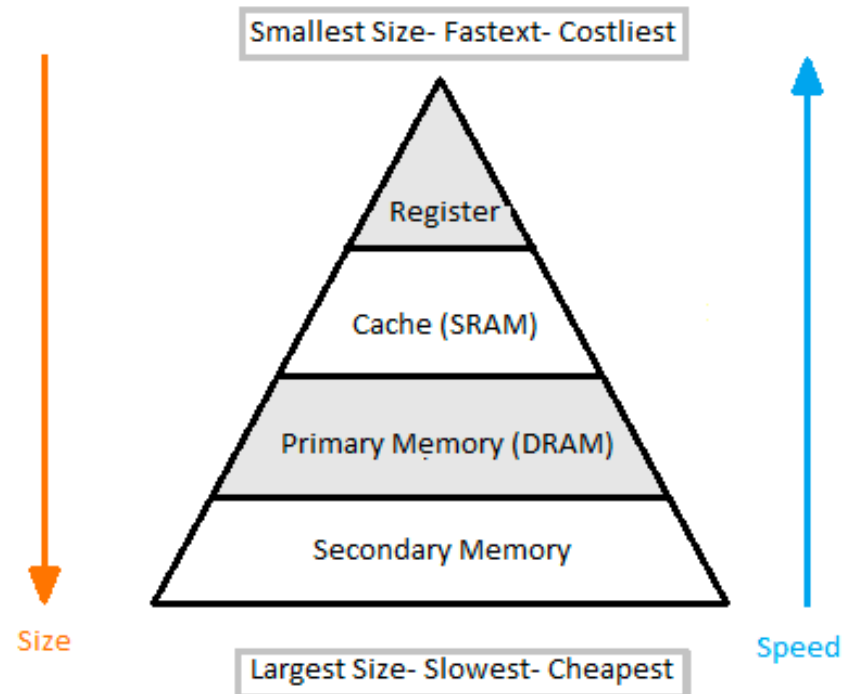 Smallest Size- Fastext- Costliest
Register
Cache (SRAM)
Primary Memory (DRAM)
Secondary Memory
Size
Speed
Largest Size- Slowest- Cheapest